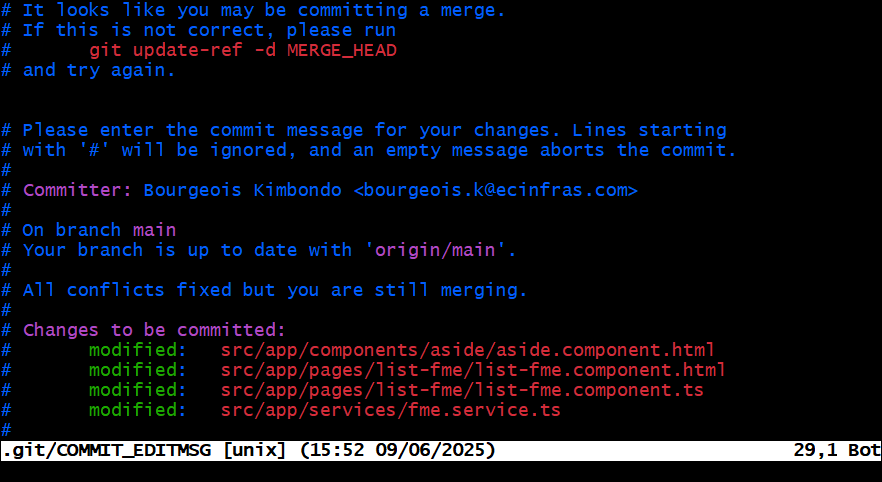 # It looks like you may be committing a merge.
# If this is not correct, please run
#       git update-ref -d MERGE_HEAD
# and try again.
# Please enter the commit message for your changes. Lines starting
# with '#' will be ignored, and an empty message aborts the commit.
#
# Committer: Bourgeois Kimbondo <bourgeois.k@ecinfras.com>
#
# On branch main
# Your branch is up to date with 'origin/main'.
#
# All conflicts fixed but you are still merging.
#
# Changes to be committed:
#       modified:   src/app/components/aside/aside.component.html
#       modified:   src/app/pages/list-fme/list-fme.component.html
#       modified:   src/app/pages/list-fme/list-fme.component.ts
#       modified:   src/app/services/fme.service.ts
#
.git/COMMIT_EDITMSG [unix] (15:52 09/06/2025) 29,1 Bot